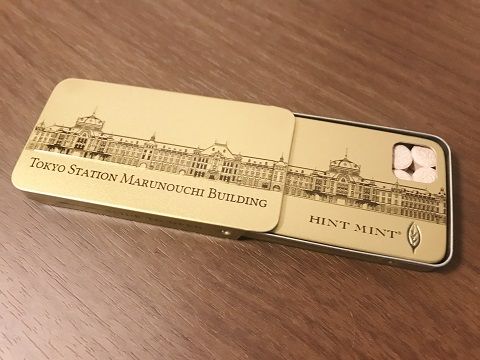 TOKYO STATION MARUNOUCHI BUILDING
HINT MINT®